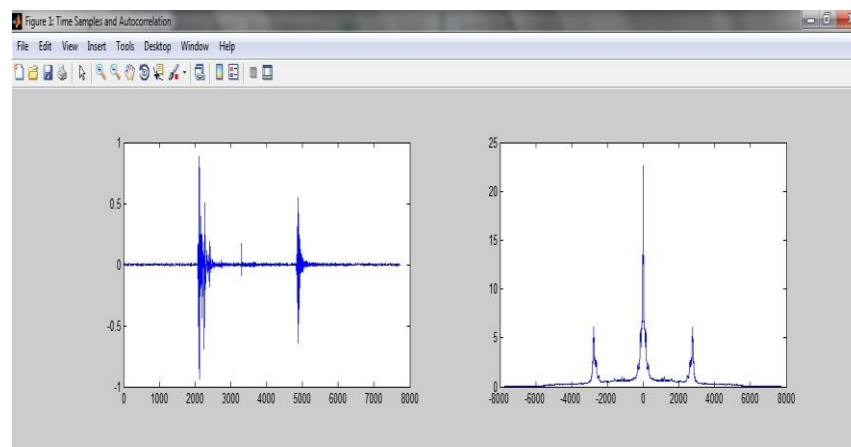 Figure 1: Time Samples and Autocorrelation
File Edit View Insert Tools Desktop Window Help
1
0.5
0
-0.5
-1
0 1000 2000 3000 4000 5000 6000 7000 8000
25
20
15
10
5
0
-8000 -6000 -4000 -2000 0 2000 4000 6000 8000